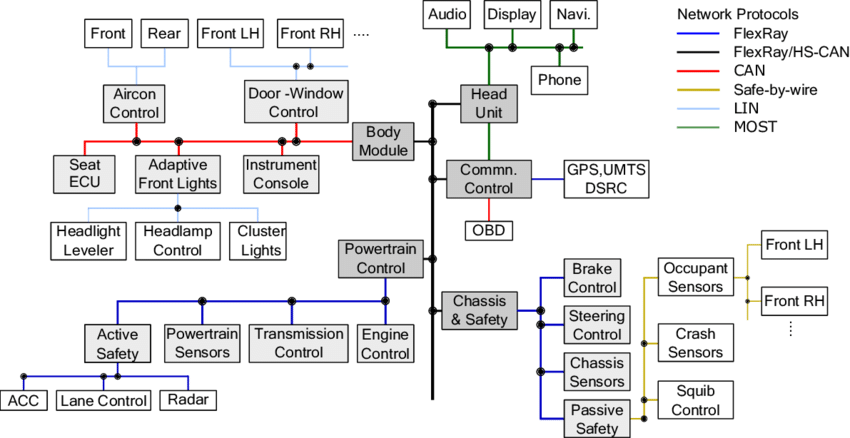 Audio
Display
Navi.
Network Protocols
FlexRay
FlexRay/HS-CAN
CAN
Safe-by-wire
LIN
MOST
Front
Rear
Front LH
Front RH
....
Phone
Aircon
Control
Door -Window
Control
Head
Unit
Body
Module
Seat
ECU
Adaptive
Front Lights
Instrument
Console
Commn.
Control
GPS,UMTS
DSRC
OBD
Headlight
Leveler
Headlamp
Control
Cluster
Lights
Powertrain
Control
Front LH
Brake
Control
Occupant
Sensors
Front RH
....
Chassis
& Safety
Steering
Control
Crash
Sensors
Active
Safety
Powertrain
Sensors
Transmission
Control
Engine
Control
Chassis
Sensors
Squib
Control
Passive
Safety
ACC
Lane Control
Radar